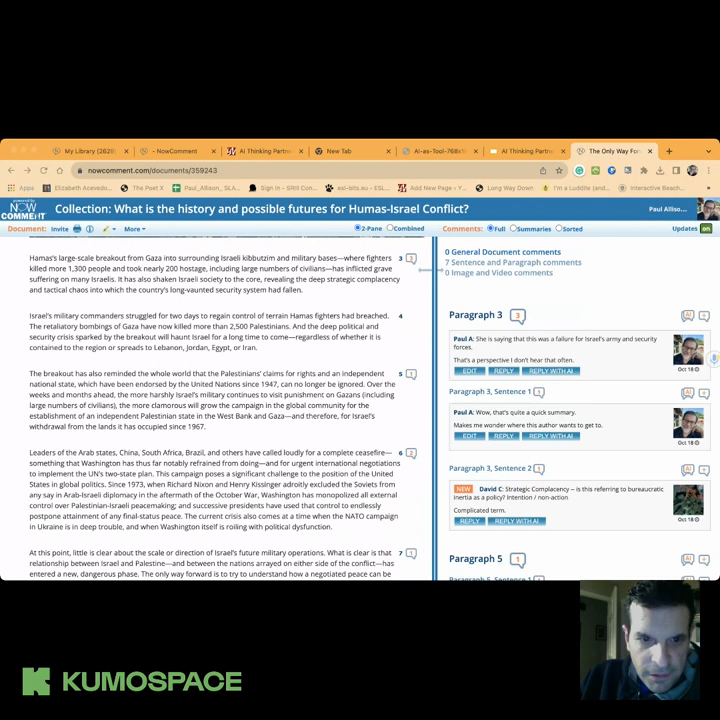 My Library (2629)
- NowComment
AI Thinking Partne
New Tab
AI-as-Tool-768x1
AI Thinking Partn
The Only Way For
nowcomment.com/documents/359243
Apps
Elizabeth Acevedo...
The Poet X
Paul_Allison_ SLA...
Sign In – SRIII Con...
esl-bits.eu – ESL...
Add New Page ‹ Y...
Long Way Down
I'm a Luddite (and...
Interactive Beach...
powered by
NOW COMMENT
Collection: What is the history and possible futures for Humas-Israel Conflict?
Paul Alliso...
Document: Invite More
2-Pane Combined
Comments: Full Summaries Sorted
Updates on
Hamas's large-scale breakout from Gaza into surrounding Israeli kibbutzim and military bases—where fighters 3 3
killed more 1,300 people and took nearly 200 hostage, including large numbers of civilians—has inflicted grave
suffering on many Israelis. It has also shaken Israeli society to the core, revealing the deep strategic complacency
and tactical chaos into which the country's long-vaunted security system had fallen.
Israel's military commanders struggled for two days to regain control of terrain Hamas fighters had breached. 4
The retaliatory bombings of Gaza have now killed more than 2,500 Palestinians. And the deep political and
security crisis sparked by the breakout will haunt Israel for a long time to come—regardless of whether it is
contained to the region or spreads to Lebanon, Jordan, Egypt, or Iran.
The breakout has also reminded the whole world that the Palestinians' claims for rights and an independent 5 1
national state, which have been endorsed by the United Nations since 1947, can no longer be ignored. Over the
weeks and months ahead, the more harshly Israel's military continues to visit punishment on Gazans (including
large numbers of civilians), the more clamorous will grow the campaign in the global community for the
establishment of an independent Palestinian state in the West Bank and Gaza—and therefore, for Israel's
withdrawal from the lands it has occupied since 1967.
Leaders of the Arab states, China, South Africa, Brazil, and others have called loudly for a complete ceasefire— 6 2
something that Washington has thus far notably refrained from doing—and for urgent international negotiations
to implement the UN's two-state plan. This campaign poses a significant challenge to the position of the United
States in global politics. Since 1973, when Richard Nixon and Henry Kissinger adroitly excluded the Soviets from
any say in Arab-Israeli diplomacy in the aftermath of the October War, Washington has monopolized all external
control over Palestinian-Israeli peacemaking; and successive presidents have used that control to endlessly
postpone attainment of any final-status peace. The current crisis also comes at a time when the NATO campaign
in Ukraine is in deep trouble, and when Washington itself is roiling with political dysfunction.
At this point, little is clear about the scale or direction of Israel's future military operations. What is clear is that 7 1
relationship between Israel and Palestine—and between the nations arrayed on either side of the conflict—has
entered a new, dangerous phase. The only way forward is to try to understand how a negotiated peace can be
0 General Document comments
7 Sentence and Paragraph comments
0 Image and Video comments
Paragraph 3 3
AI
Paul A: She is saying that this was a failure for Israel's army and security
forces.
That's a perspective I don't hear that often.
EDIT REPLY REPLY WITH AI
Oct 18
Paragraph 3, Sentence 1 1
AI
Paul A: Wow, that's quite a quick summary.
Makes me wonder where this author wants to get to.
EDIT REPLY REPLY WITH AI
Oct 18
Paragraph 3, Sentence 2 1
AI
NEW David C: Strategic Complacency – is this referring to bureaucratic
inertia as a policy? Intention / non-action
Complicated term.
REPLY REPLY WITH AI
Oct 18
Paragraph 5 1
AI
Paragraph 5, Sentence 1
KUMOSPACE